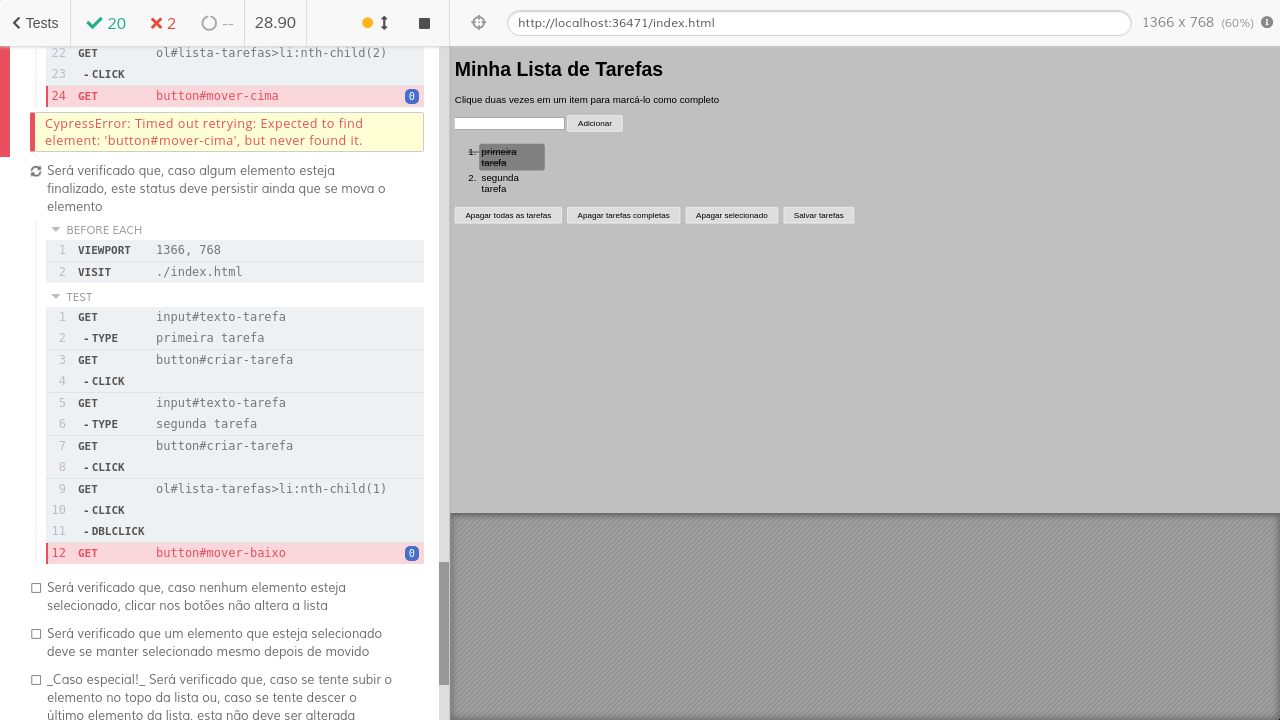 Tests
20
2
--
28.90
http://localhost:36471/index.html
1366 x 768 (60%)
22 GET ol#lista-tarefas>li:nth-child(2)
23 - CLICK
24 GET button#mover-cima 0
CypressError: Timed out retrying: Expected to find
element: 'button#mover-cima', but never found it.
Será verificado que, caso algum elemento esteja
finalizado, este status deve persistir ainda que se mova o
elemento
BEFORE EACH
1 VIEWPORT 1366, 768
2 VISIT ./index.html
TEST
1 GET input#texto-tarefa
2 - TYPE primeira tarefa
3 GET button#criar-tarefa
4 - CLICK
5 GET input#texto-tarefa
6 - TYPE segunda tarefa
7 GET button#criar-tarefa
8 - CLICK
9 GET ol#lista-tarefas>li:nth-child(1)
10 - CLICK
11 - DBLCLICK
12 GET button#mover-baixo 0
Será verificado que, caso nenhum elemento esteja
selecionado, clicar nos botões não altera a lista
Será verificado que um elemento que esteja selecionado
deve se manter selecionado mesmo depois de movido
_Caso especial!_ Será verificado que, caso se tente subir o
elemento no topo da lista ou, caso se tente descer o
último elemento da lista, esta não deve ser alterada
Minha Lista de Tarefas
Clique duas vezes em um item para marcá-lo como completo
Adicionar
1. primeira
tarefa
2. segunda
tarefa
Apagar todas as tarefas Apagar tarefas completas Apagar selecionado Salvar tarefas